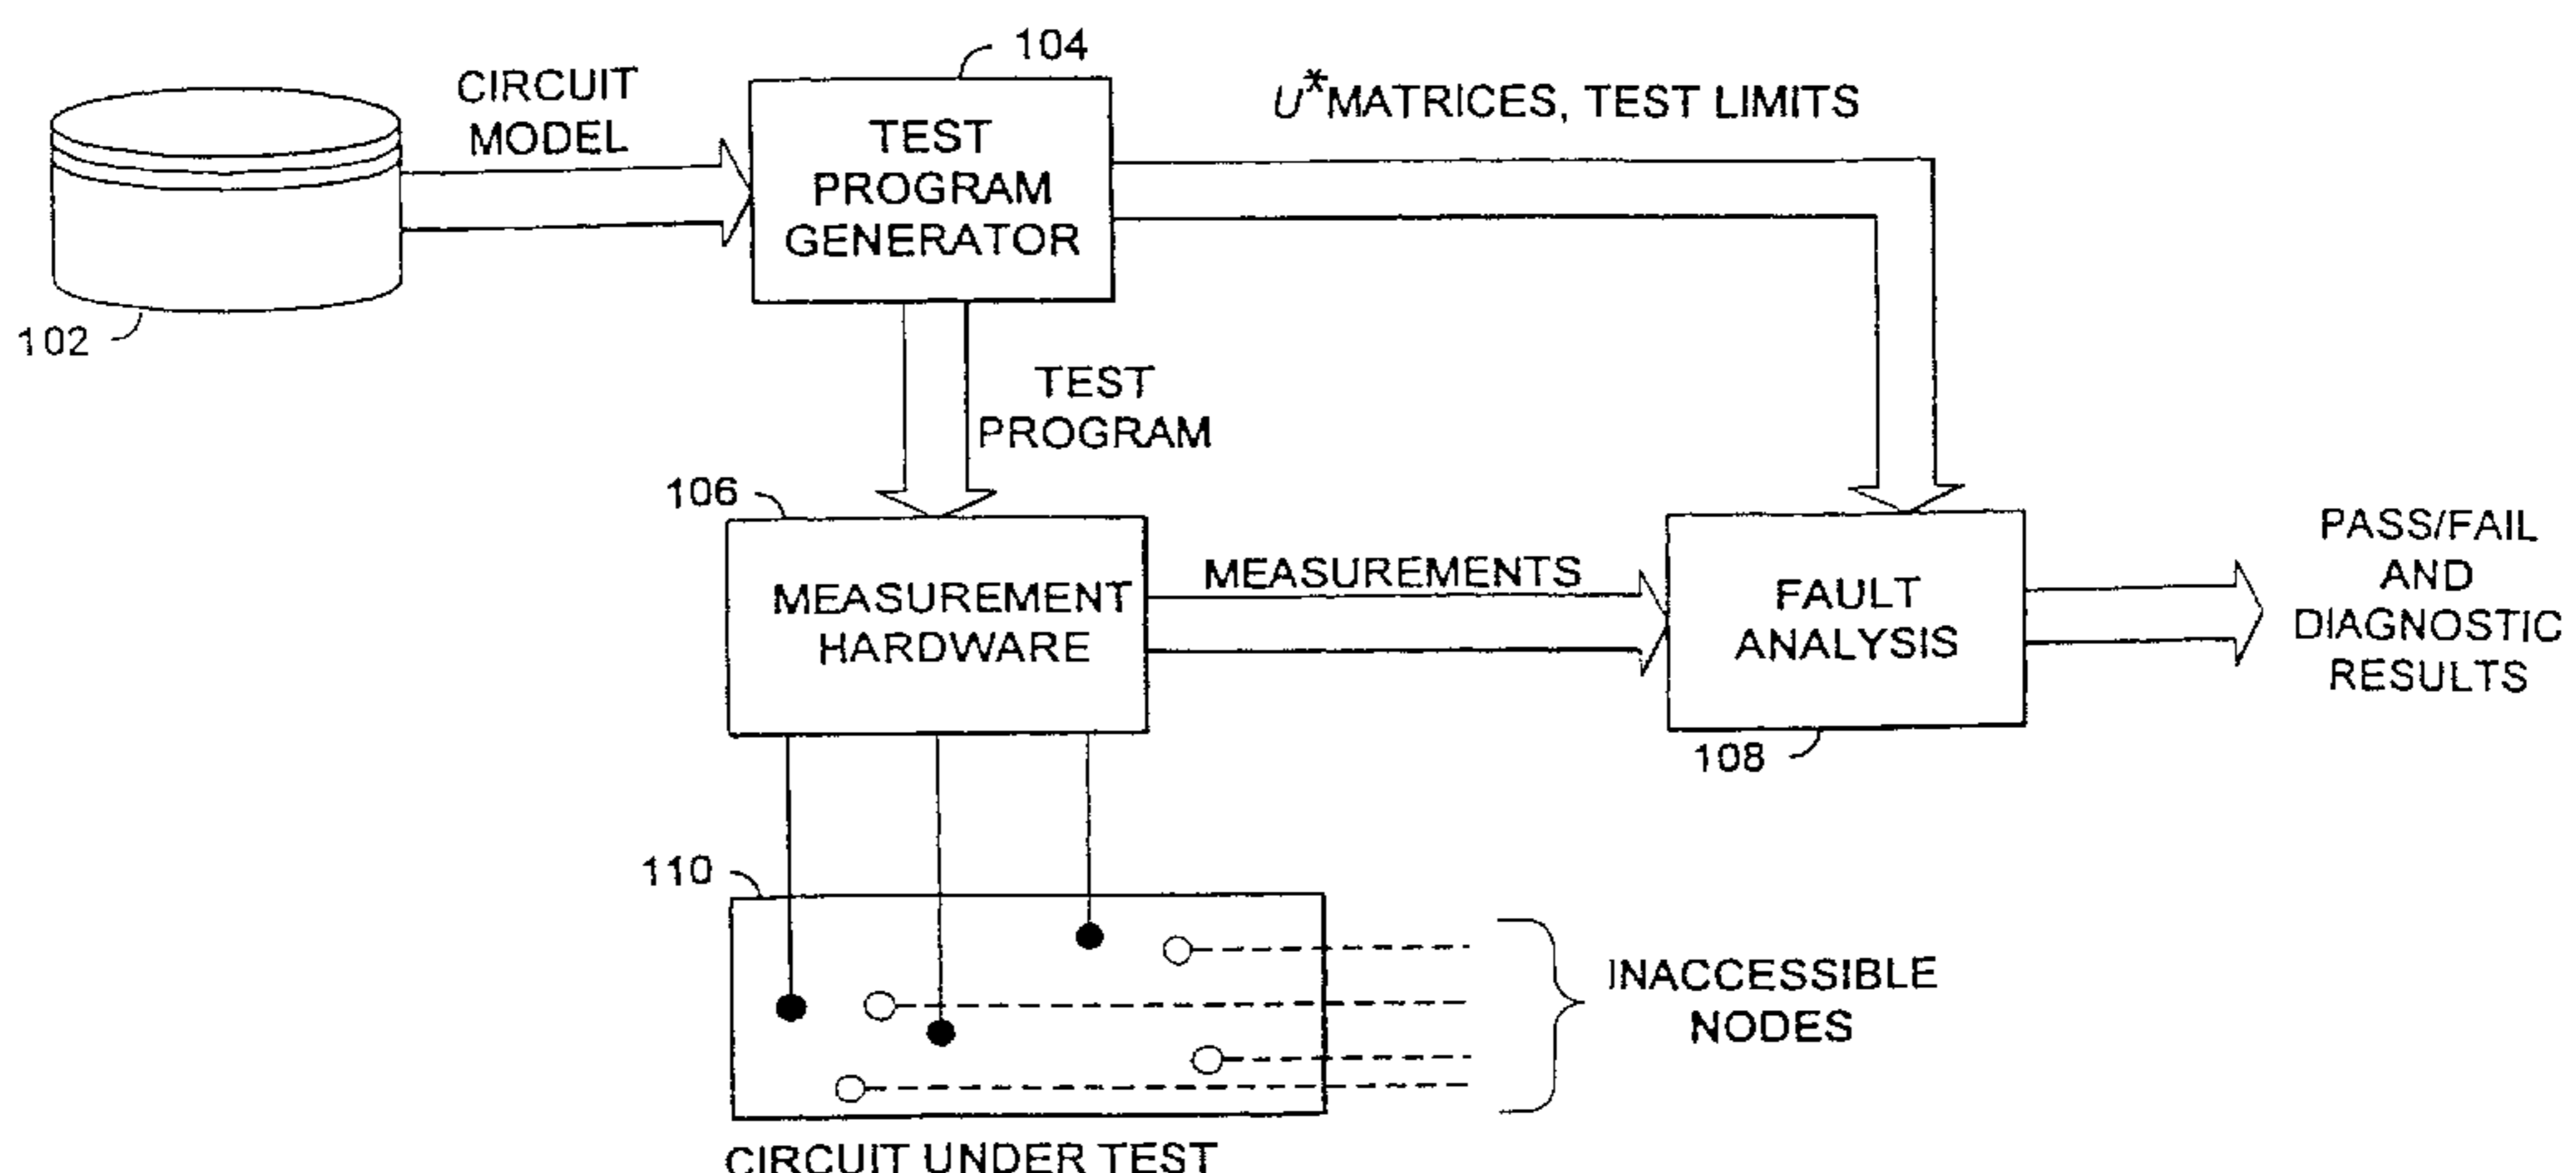 104
CIRCUIT
MODEL
U* MATRICES, TEST LIMITS
TEST
PROGRAM
GENERATOR
102
TEST
PROGRAM
106
MEASUREMENT
HARDWARE
MEASUREMENTS
FAULT
ANALYSIS
PASS/FAIL
AND
DIAGNOSTIC
RESULTS
108
110
INACCESSIBLE
NODES
CIRCUIT UNDER TEST